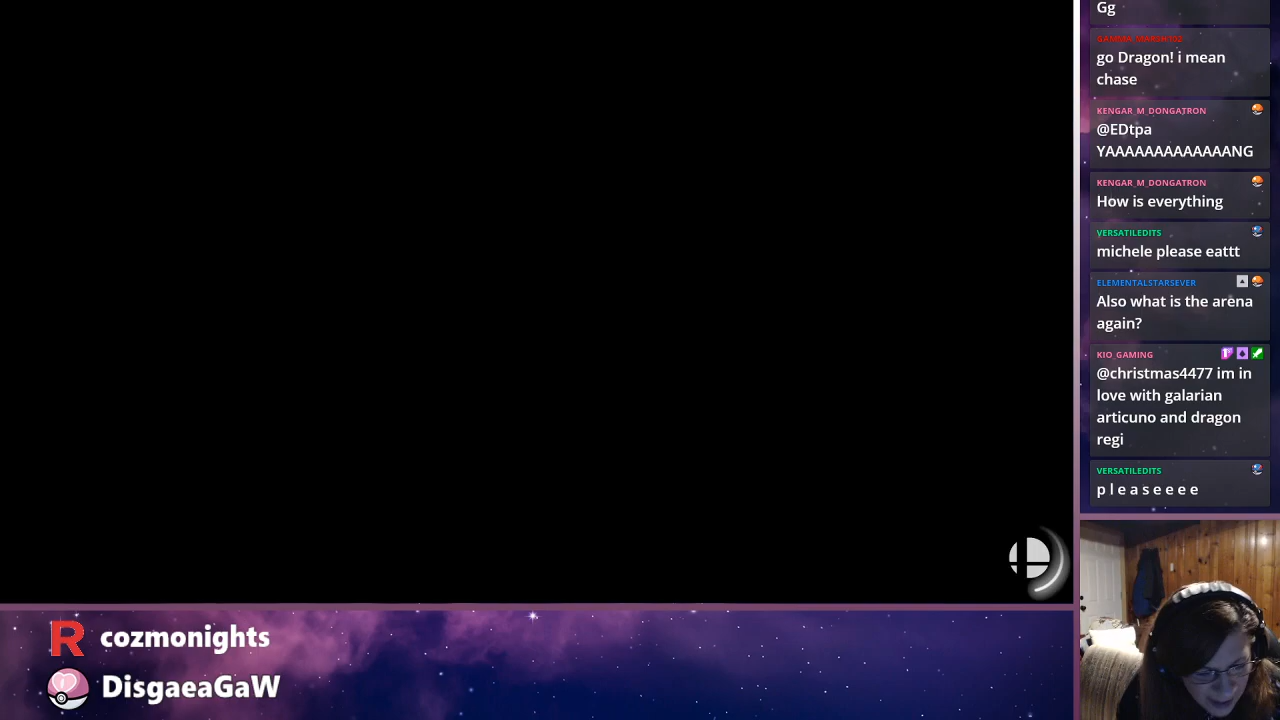 Gg
GAMMA_MARSH102
go Dragon! i mean
chase
KENGAR_M_DONGATRON
@EDtpa
YAAAAAAAAAAAAANG
KENGAR_M_DONGATRON
How is everything
VERSATILEDITS
michele please eattt
ELEMENTALSTARSEVER
Also what is the arena
again?
KIO_GAMING
@christmas4477 im in
love with galarian
articuno and dragon
regi
VERSATILEDITS
p l e a s e e e e
R cozmonights
DisgaeaGaW